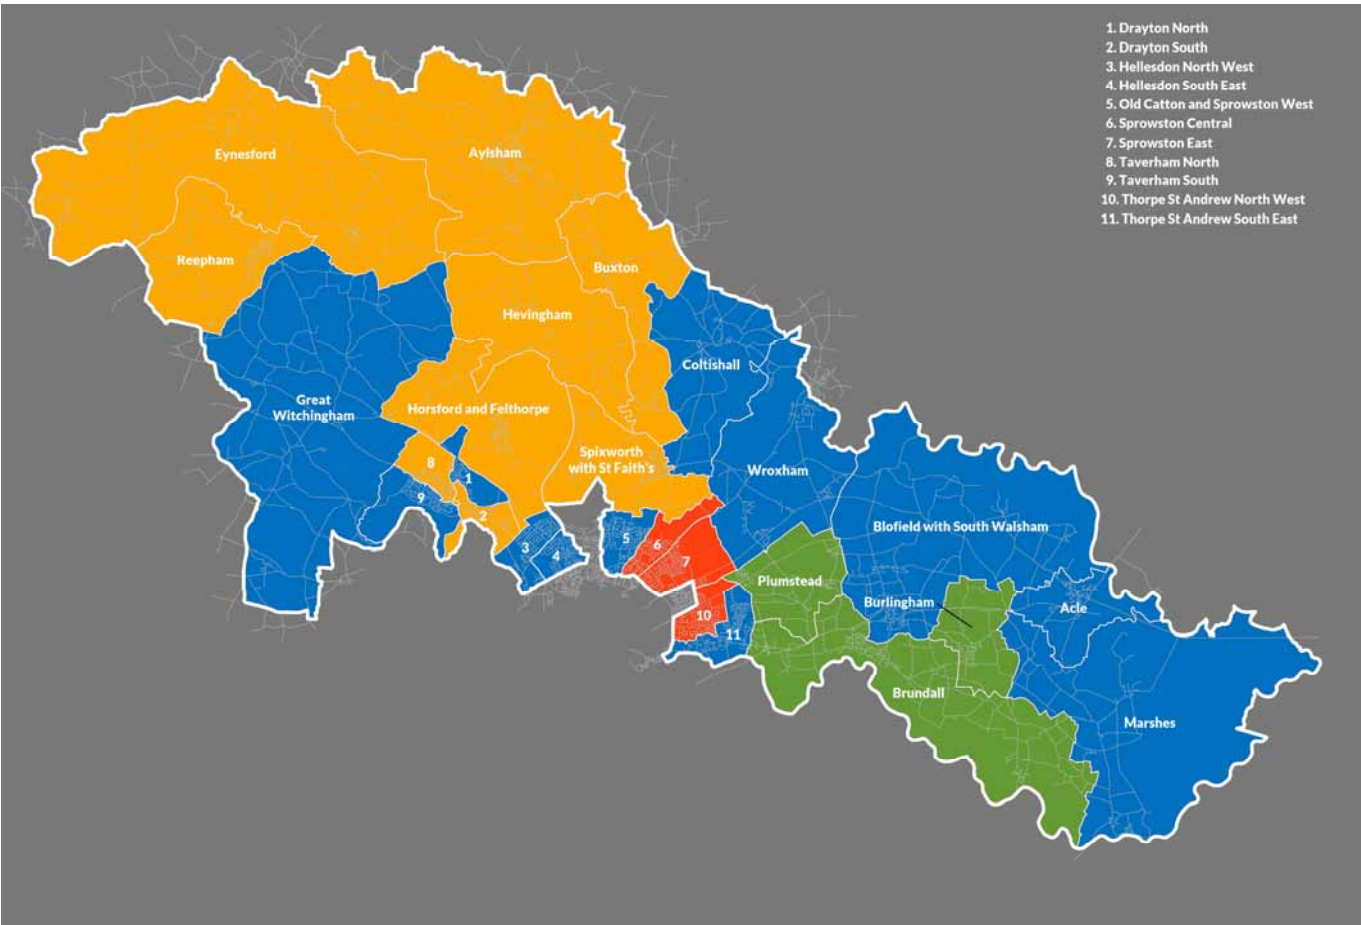 1. Drayton North
2. Drayton South
3. Hellesdon North West
4. Hellesdon South East
5. Old Catton and Sprowston West
6. Sprowston Central
7. Sprowston East
8. Taverham North
9. Taverham South
10. Thorpe St Andrew North West
11. Thorpe St Andrew South East
Eynesford
Aylsham
Reepham
Buxton
Hevingham
Coltishall
Great
Witchingham
Horsford and Felthorpe
Spixworth
with St Faith's
Wroxham
8
1
9
2
3
4
5
6
7
Blofield with South Walsham
Plumstead
Burlingham
Acle
10
11
Brundall
Marshes